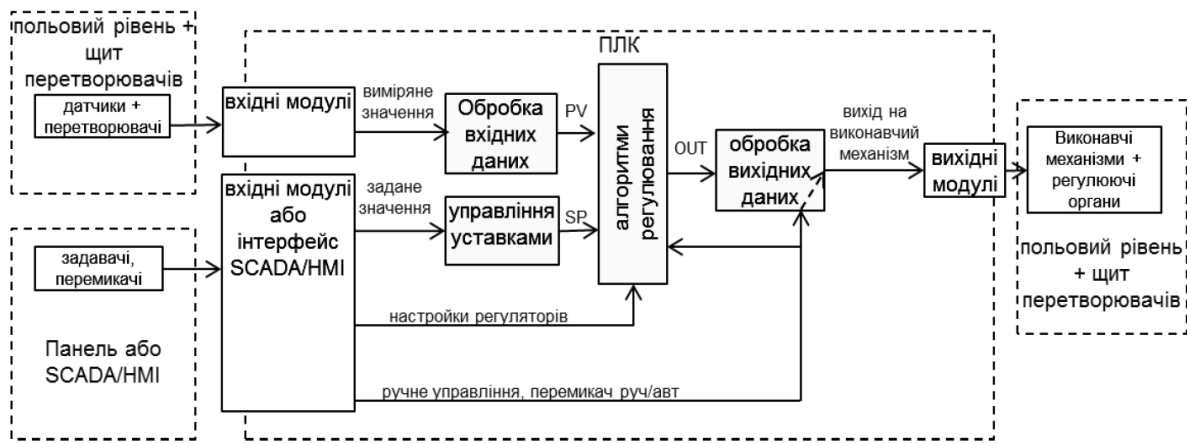 польовий рівень +
щит
перетворювачів
датчики +
перетворювачі
ПЛК
вхідні модулі
виміряне
значення
Обробка
вхідних
даних
PV
алгоритми
регулювання
OUT
обробка
вихідних
даних
вихід на
виконавчий
механізм
вихідні
модулі
Виконавчі
механізми +
регулюючі
органи
польовий рівень
+ щит
перетворювачів
вхідні модулі
або
інтерфейс
SCADA/HMI
задане
значення
управління
уставками
SP
задавачі,
перемикачі
Панель або
SCADA/HMI
настройки регуляторів
ручне управління, перемикач руч/авт